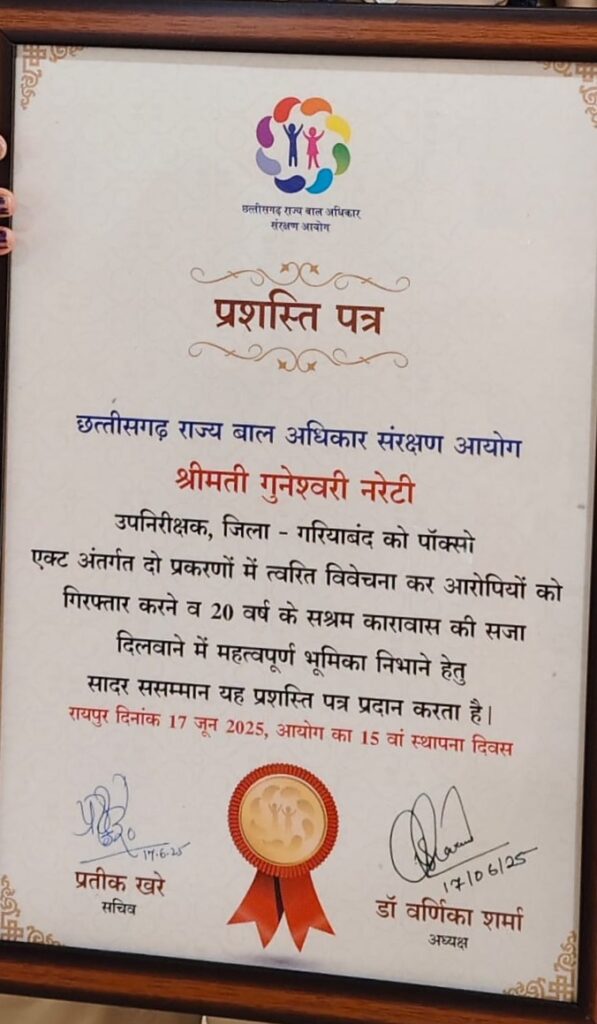 छत्तीसगढ़ राज्य बाल अधिकार
संरक्षण आयोग
प्रशस्ति पत्र
छत्तीसगढ़ राज्य बाल अधिकार संरक्षण आयोग
श्रीमती गुनेश्वरी नरेटी
उपनिरीक्षक, जिला - गरियाबंद को पॉक्सो
एक्ट अंतर्गत दो प्रकरणों में त्वरित विवेचना कर आरोपियों को
गिरफ्तार करने व 20 वर्ष के सश्रम कारावास की सजा
दिलवाने में महत्वपूर्ण भूमिका निभाने हेतु
सादर ससम्मान यह प्रशस्ति पत्र प्रदान करता है|
रायपुर दिनांक 17 जून 2025, आयोग का 15 वां स्थापना दिवस
17-6-25
17/06/25
प्रतीक खरे
सचिव
डॉ वर्णिका शर्मा
अध्यक्ष